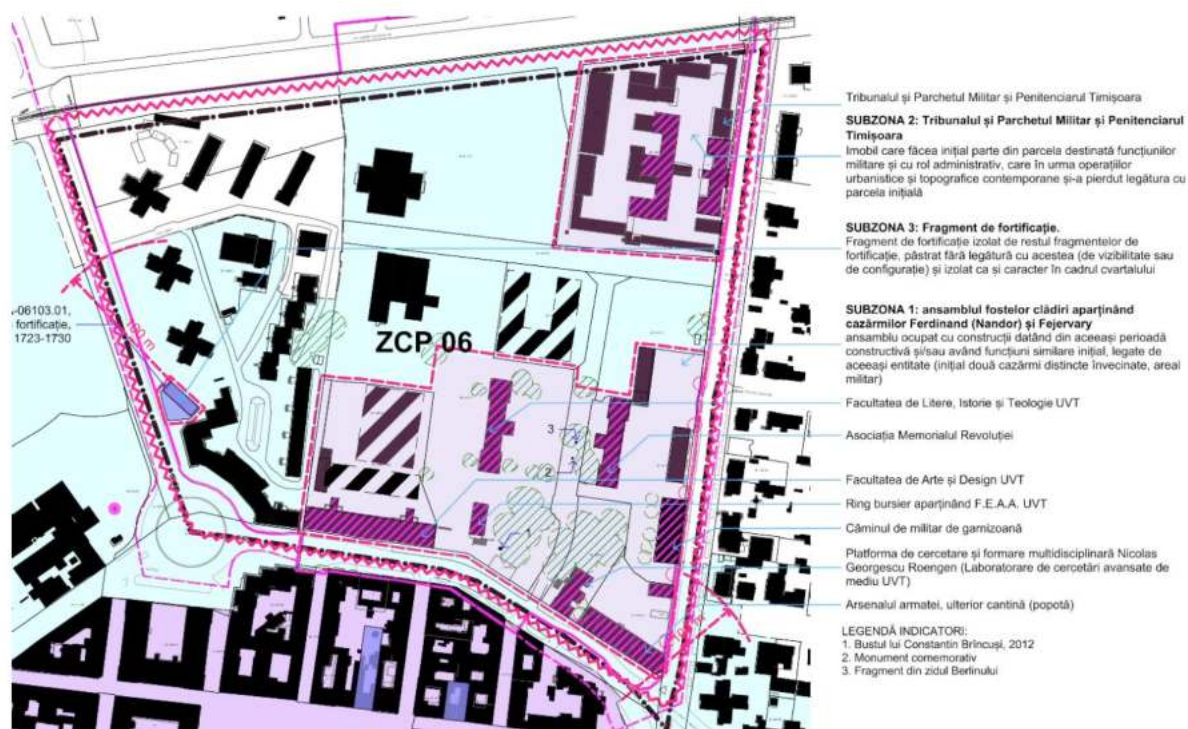 Tribunalul și Parchetul Militar și Penitenciarul Timișoara
SUBZONA 2: Tribunalul și Parchetul Militar și Penitenciarul
Timișoara
Imobil care făcea inițial parte din parcela destinată funcțiunilor
militare și cu rol administrativ, care în urma operațiilor
urbanistice și topografice contemporane și-a pierdut legătura cu
parcela inițială
SUBZONA 3: Fragment de fortificație.
Fragment de fortificație izolat de restul fragmentelor de
fortificație, păstrat fără legătură cu acestea (de vizibilitate sau
de configurație) și izolat ca și caracter în cadrul cvartalului
-06103.01,
fortificație,
1723-1730
100 m
ZCP 06
SUBZONA 1: ansamblul fostelor clădiri aparținând
cazărmilor Ferdinand (Nandor) și Fejervary
ansamblu ocupat cu construcții datând din aceeași perioadă
constructivă și/sau având funcțiuni similare inițial, legate de
aceeași entitate (inițial două cazărmi distincte învecinate, areal
militar)
Facultatea de Litere, Istorie și Teologie UVT
3
Asociația Memorialul Revoluției
2
Facultatea de Arte și Design UVT
Ring bursier aparținând F.E.A.A. UVT
Căminul de militar de garnizoană
Platforma de cercetare și formare multidisciplinară Nicolas
Georgescu Roengen (Laboratoare de cercetări avansate de
mediu UVT)
Arsenalul armatei, ulterior cantină (popotă)
LEGENDĂ INDICATORI:
1. Bustul lui Constantin Brîncuși, 2012
2. Monument comemorativ
3. Fragment din zidul Berlinului